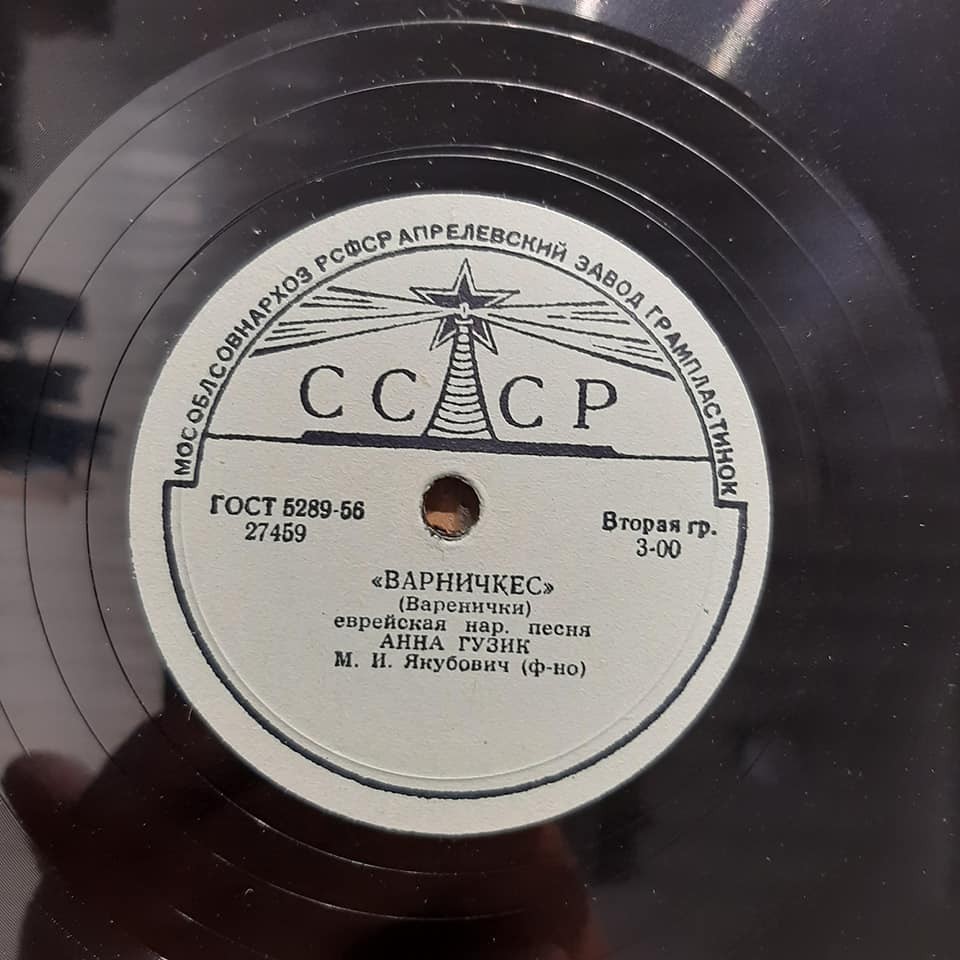 МОСОБЛСОВНАРХОЗ РСФСР АПРЕЛЕВСКИЙ ЗАВОД ГРАМПЛАСТИНОК
СССР
ГОСТ 5289-56
27459
Вторая гр.
3-00
«ВАРНИЧКЕС»
(Варенички)
еврейская нар. песня
АННА ГУЗИК
М. И. Якубович (ф-но)